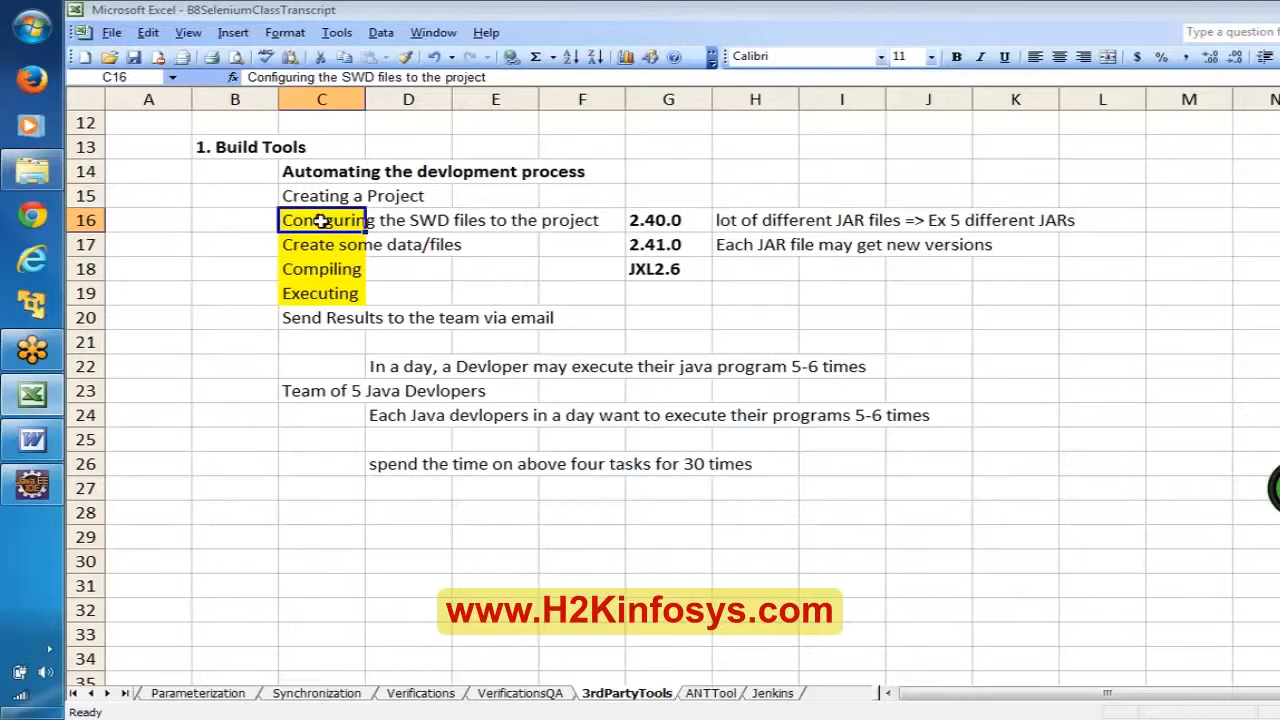 Microsoft Excel - B8SeleniumClassTranscript
File Edit View Insert Format Tools Data Window Help
Type a question f
Calibri 11 B I U $ %
C16 fx Configuring the SWD files to the project
A B C D E F G H I J K L M N
12
13 1. Build Tools
14 Automating the devlopment process
15 Creating a Project
16 Configuring the SWD files to the project 2.40.0 lot of different JAR files => Ex 5 different JARs
17 Create some data/files 2.41.0 Each JAR file may get new versions
18 Compiling JXL2.6
19 Executing
20 Send Results to the team via email
21
22 In a day, a Devloper may execute their java program 5-6 times
23 Team of 5 Java Devlopers
24 Each Java devlopers in a day want to execute their programs 5-6 times
25
26 spend the time on above four tasks for 30 times
27
28
29
30
31
32
www.H2Kinfosys.com
33
34
35
Parameterization Synchronization Verifications VerificationsQA 3rdPartyTools ANTTool Jenkins
Ready